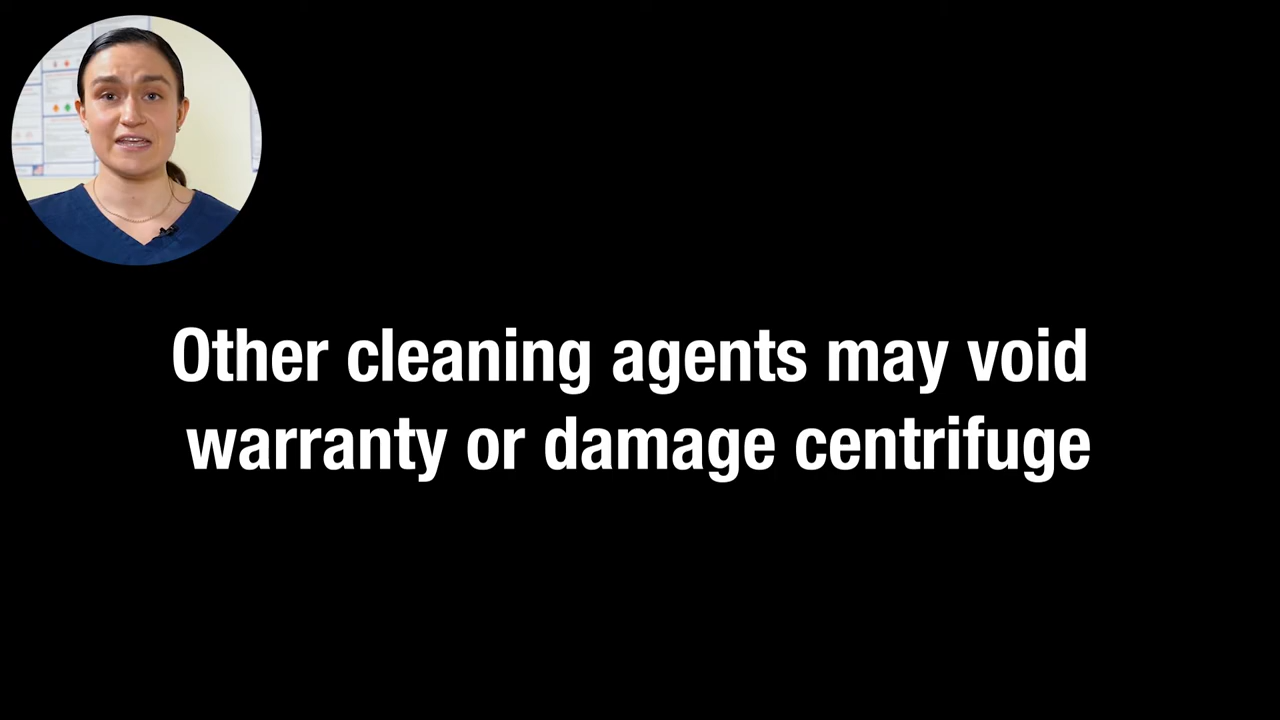 Other cleaning agents may void
warranty or damage centrifuge